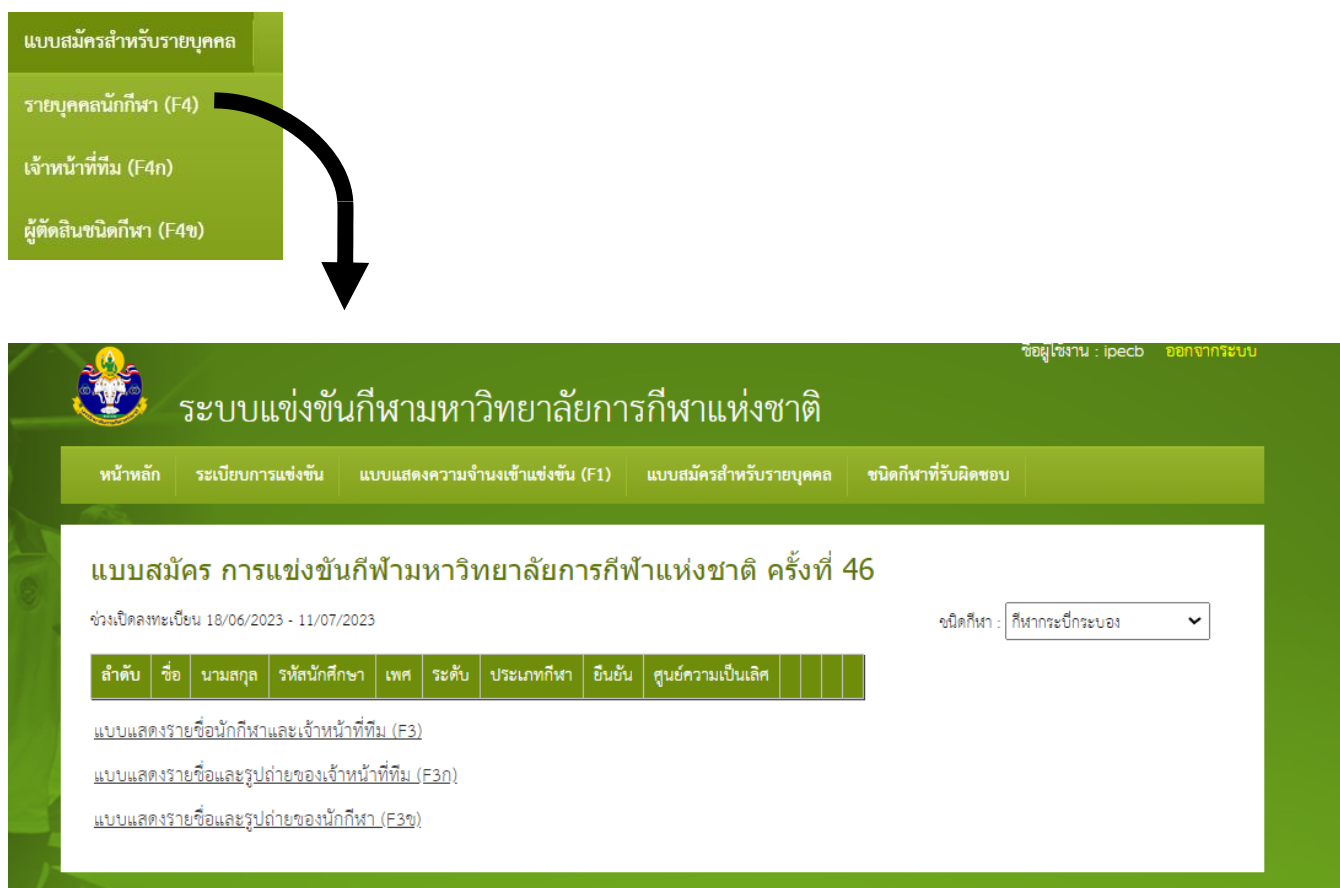 แบบสมัครสำหรับรายบุคคล
รายบุคคลนักกีฬา (F4)
เจ้าหน้าที่ทีม (F4ก)
ผู้ตัดสินชนิดกีฬา (F4ข)
ชื่อผู้ใช้งาน : ipecb ออกจากระบบ
ระบบแข่งขันกีฬามหาวิทยาลัยการกีฬาแห่งชาติ
หน้าหลัก ระเบียบการแข่งขัน แบบแสดงความจำนงเข้าแข่งขัน (F1) แบบสมัครสำหรับรายบุคคล ชนิดกีฬาที่รับผิดชอบ
แบบสมัคร การแข่งขันกีฬามหาวิทยาลัยการกีฬาแห่งชาติ ครั้งที่ 46
ช่วงเปิดลงทะเบียน 18/06/2023 - 11/07/2023 ชนิดกีฬา : กีฬากระบี่กระบอง
ลำดับ ชื่อ นามสกุล รหัสนักศึกษา เพศ ระดับ ประเภทกีฬา ยืนยัน ศูนย์ความเป็นเลิศ
แบบแสดงรายชื่อนักกีฬาและเจ้าหน้าที่ทีม (F3)
แบบแสดงรายชื่อและรูปถ่ายของเจ้าหน้าที่ทีม (F3ก)
แบบแสดงรายชื่อและรูปถ่ายของนักกีฬา (F3ข)